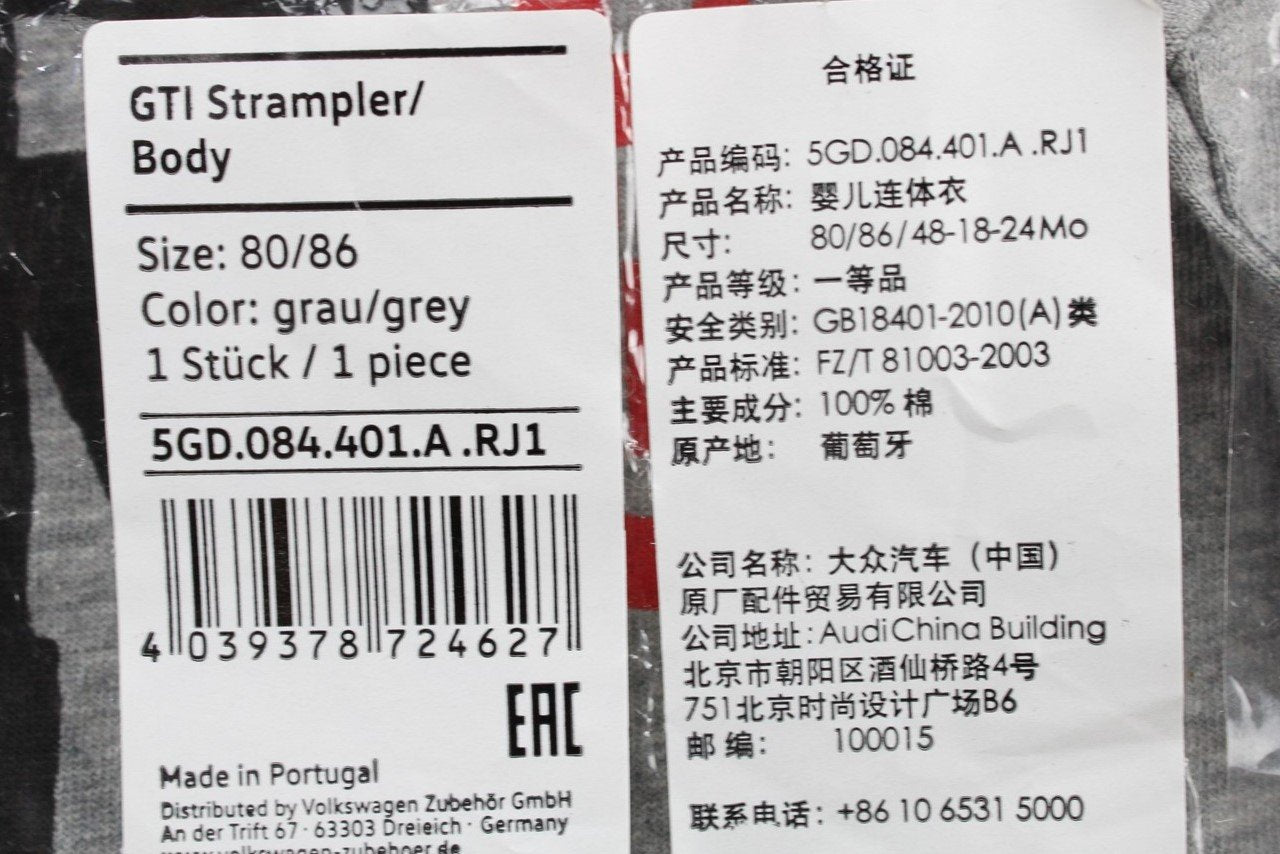 GTI Strampler/
Body
Size: 80/86
Color: grau/grey
1 Stück / 1 piece
5GD.084.401.A .RJ1
4 039378 724627
EAC
Made in Portugal
Distributed by Volkswagen Zubehör GmbH
An der Trift 67 · 63303 Dreieich · Germany
www.volkswagen-zubehoer.de
合格证
产品编码: 5GD.084.401.A .RJ1
产品名称: 婴儿连体衣
尺寸: 80/86/48-18-24Mo
产品等级: 一等品
安全类别: GB18401-2010(A)类
产品标准: FZ/T 81003-2003
主要成分: 100% 棉
原产地: 葡萄牙
公司名称: 大众汽车（中国）
原厂配件贸易有限公司
公司地址: Audi China Building
北京市朝阳区酒仙桥路4号
751北京时尚设计广场B6
邮 编: 100015
联系电话: +86 10 6531 5000